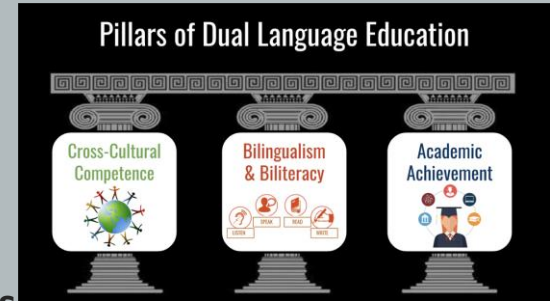 Pillars of Dual Language Education
Cross-Cultural
Competence
Bilingualism
& Biliteracy
LISTEN
SPEAK
READ
WRITE
Academic
Achievement
s